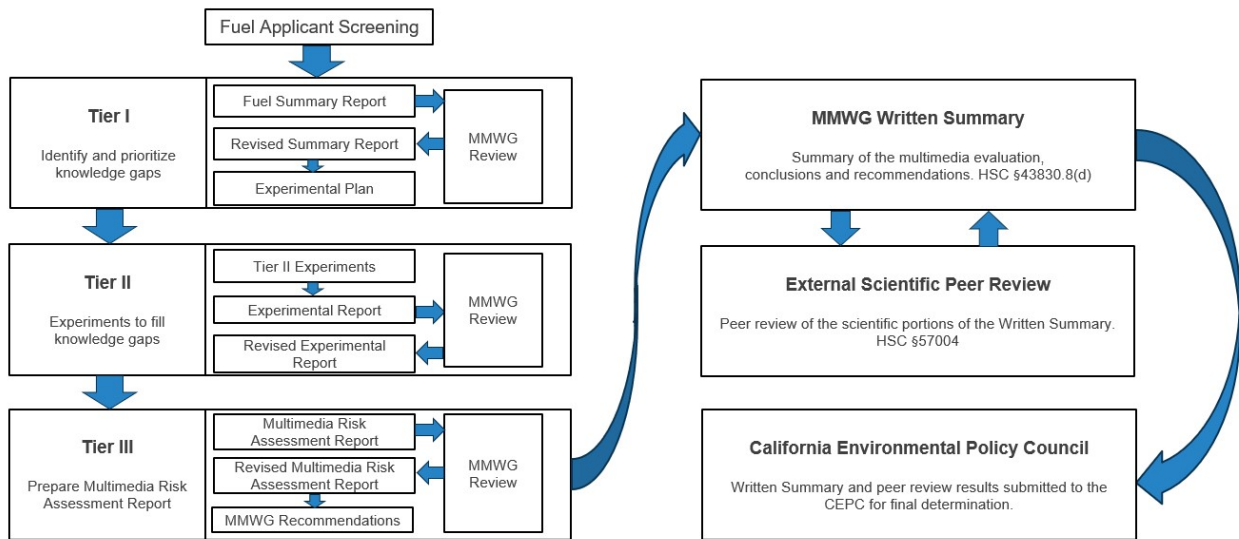 Fuel Applicant Screening
Tier I
Identify and prioritize
knowledge gaps
Fuel Summary Report
Revised Summary Report
Experimental Plan
MMWG
Review
Tier II
Experiments to fill
knowledge gaps
Tier II Experiments
Experimental Report
Revised Experimental
Report
MMWG
Review
Tier III
Prepare Multimedia Risk
Assessment Report
Multimedia Risk
Assessment Report
Revised Multimedia Risk
Assessment Report
MMWG Recommendations
MMWG
Review
MMWG Written Summary
Summary of the multimedia evaluation,
conclusions and recommendations. HSC §43830.8(d)
External Scientific Peer Review
Peer review of the scientific portions of the Written Summary.
HSC §57004
California Environmental Policy Council
Written Summary and peer review results submitted to the
CEPC for final determination.